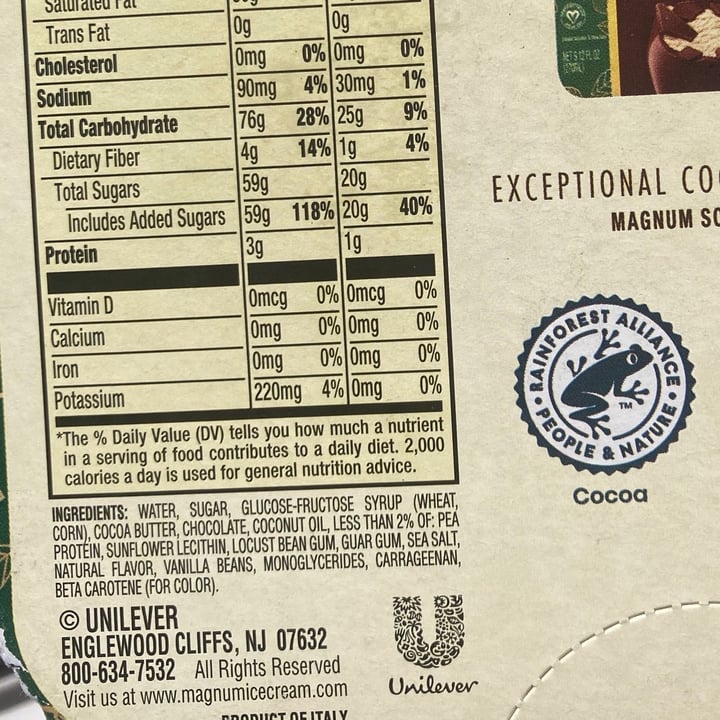 Saturated Fat
Trans Fat 0g 0g
Cholesterol 0mg 0% 0mg 0%
Sodium 90mg 4% 30mg 1%
Total Carbohydrate 76g 28% 25g 9%
Dietary Fiber 4g 14% 1g 4%
Total Sugars 59g 20g
Includes Added Sugars 59g 118% 20g 40%
Protein 3g 1g
Vitamin D 0mcg 0% 0mcg 0%
Calcium 0mg 0% 0mg 0%
Iron 0mg 0% 0mg 0%
Potassium 220mg 4% 0mg 0%
*The % Daily Value (DV) tells you how much a nutrient
in a serving of food contributes to a daily diet. 2,000
calories a day is used for general nutrition advice.
INGREDIENTS: WATER, SUGAR, GLUCOSE-FRUCTOSE SYRUP (WHEAT,
CORN), COCOA BUTTER, CHOCOLATE, COCONUT OIL, LESS THAN 2% OF: PEA
PROTEIN, SUNFLOWER LECITHIN, LOCUST BEAN GUM, GUAR GUM, SEA SALT,
NATURAL FLAVOR, VANILLA BEANS, MONOGLYCERIDES, CARRAGEENAN,
BETA CAROTENE (FOR COLOR).
© UNILEVER
ENGLEWOOD CLIFFS, NJ 07632
800-634-7532 All Rights Reserved
Visit us at www.magnumicecream.com
PRODUCT OF ITALY
Unilever
EXCEPTIONAL CO
MAGNUM SO
RAINFOREST ALLIANCE
PEOPLE & NATURE
TM
Cocoa